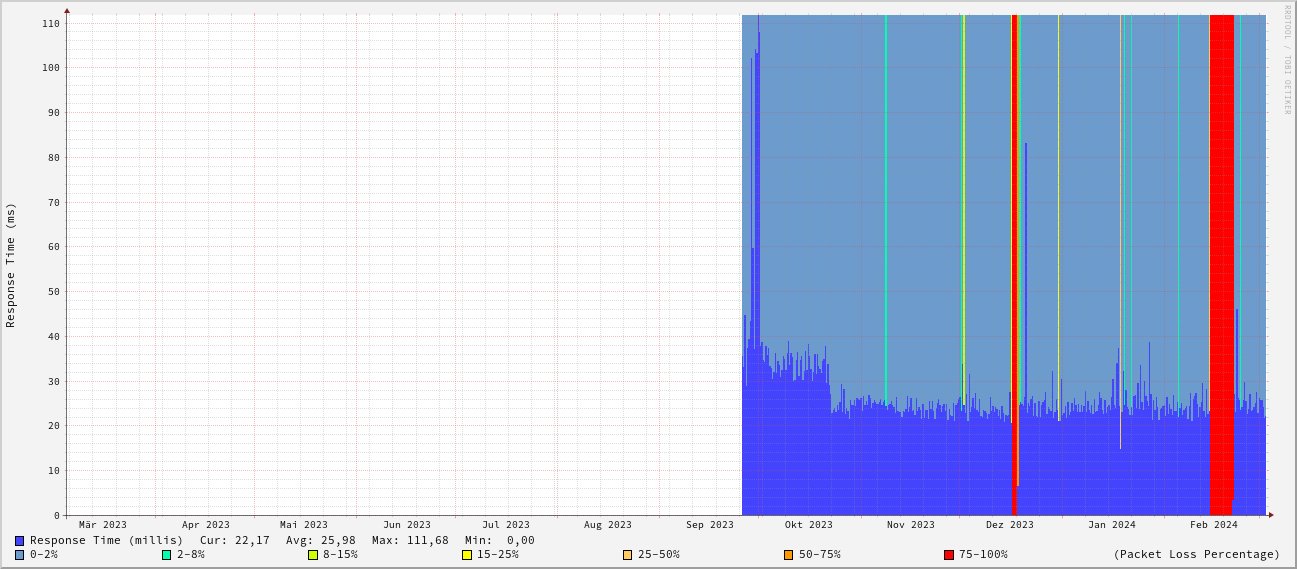 RRDTOOL / TOBI OETIKER
Response Time (ms)
110
100
90
80
70
60
50
40
30
20
10
0
Mär 2023 Apr 2023 Mai 2023 Jun 2023 Jul 2023 Aug 2023 Sep 2023 Okt 2023 Nov 2023 Dez 2023 Jan 2024 Feb 2024
Response Time (millis) Cur: 22,17 Avg: 25,98 Max: 111,68 Min: 0,00
0-2% 2-8% 8-15% 15-25% 25-50% 50-75% 75-100% (Packet Loss Percentage)